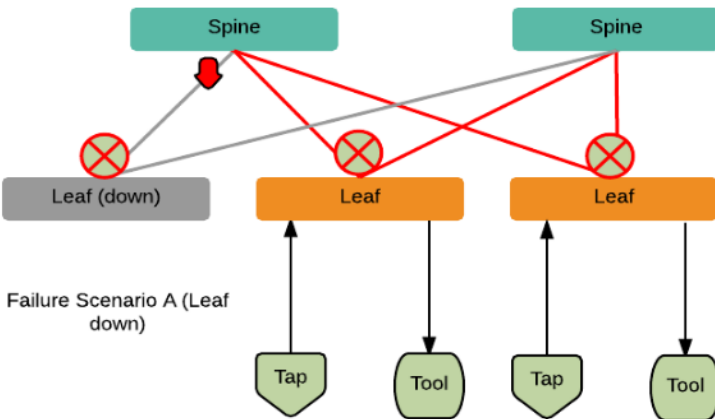 Spine
Spine
Leaf (down)
Leaf
Leaf
Failure Scenario A (Leaf
down)
Tap
Tool
Tap
Tool